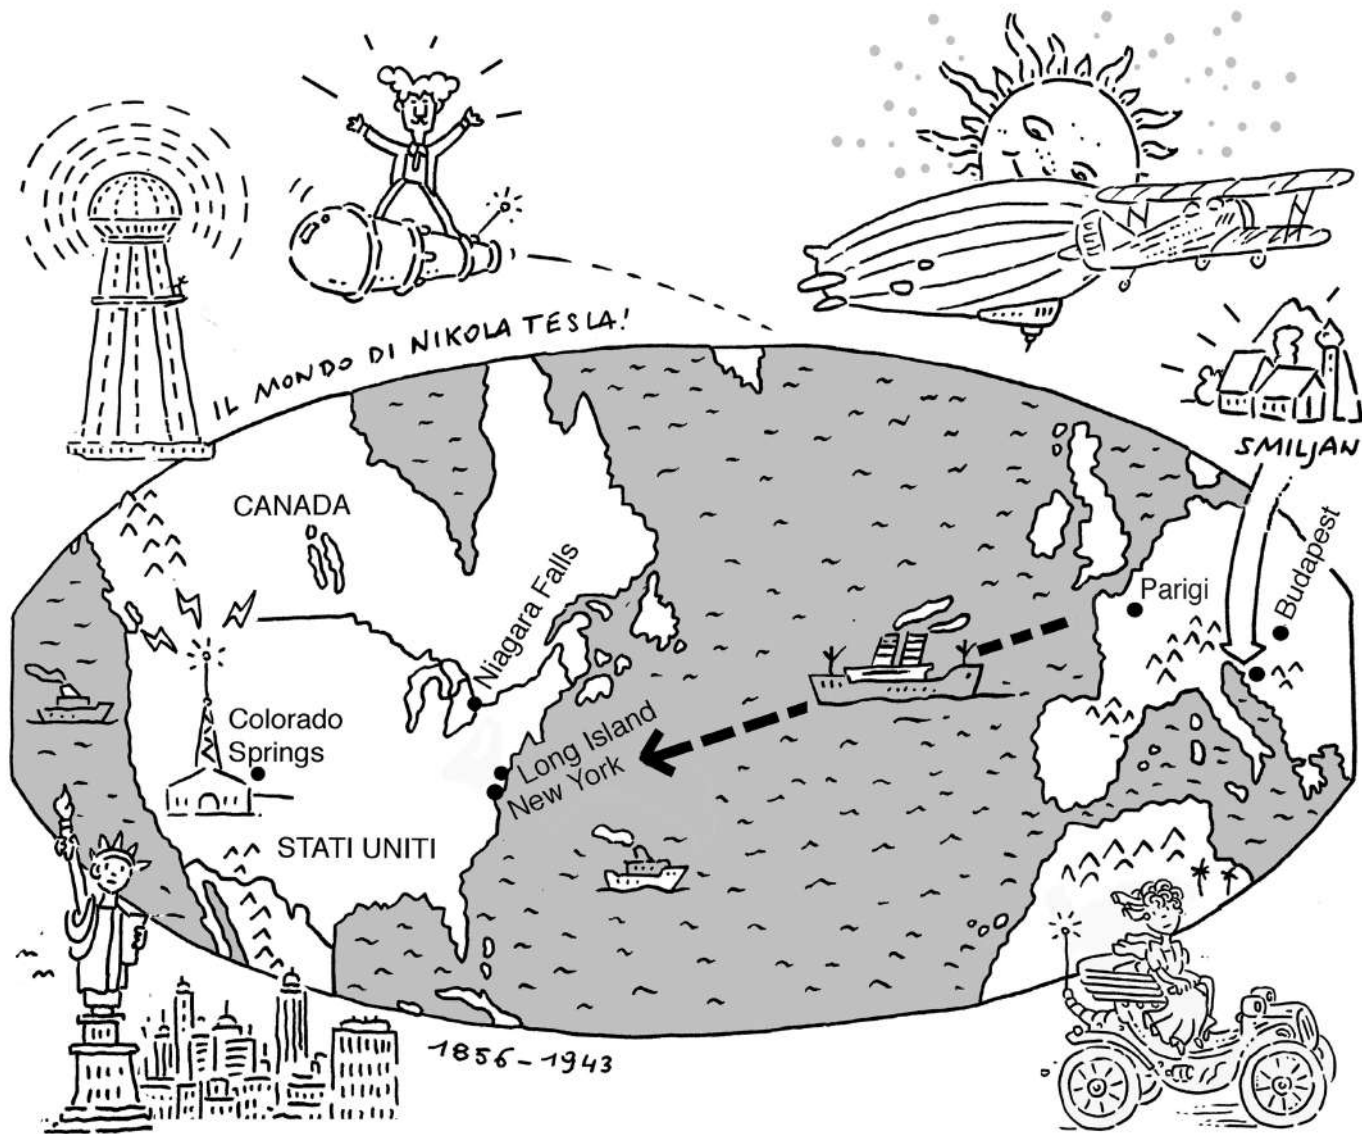 IL MONDO DI NIKOLA TESLA!
SMILJAN
CANADA
Niagara Falls
Parigi
Budapest
Colorado
Springs
Long Island
New York
STATI UNITI
1856-1943